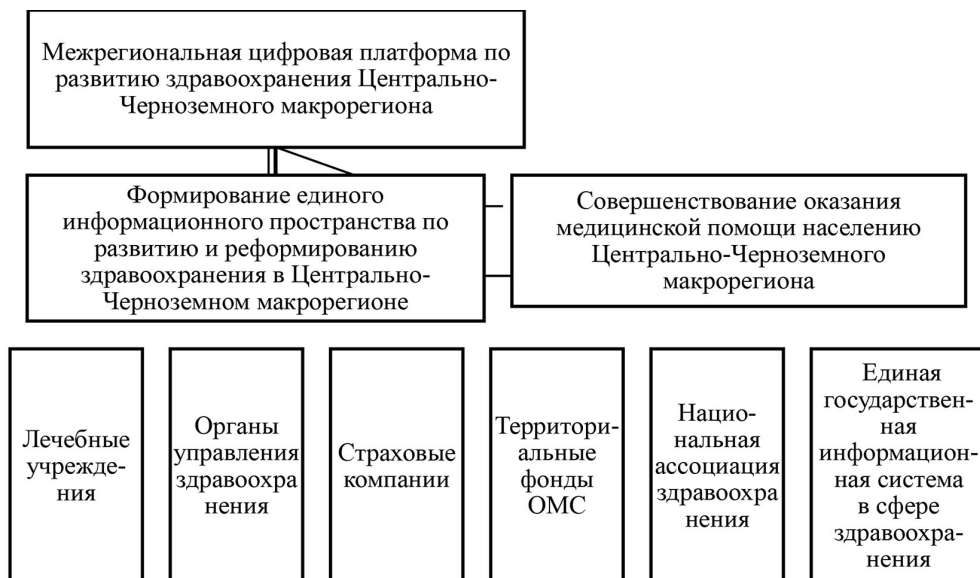 Межрегиональная цифровая платформа по
развитию здравоохранения Центрально-
Черноземного макрорегиона
Формирование единого
информационного пространства по
развитию и реформированию
здравоохранения в Центрально-
Черноземном макрорегионе
Совершенствование оказания
медицинской помощи населению
Центрально-Черноземного
макрорегиона
Лечебные
учрежде-
ния
Органы
управления
здравоохра
нения
Страховые
компании
Территори-
альные
фонды
ОМС
Нацио-
нальная
ассоциация
здравоохра
нения
Единая
государствен-
ная
информацион-
ная система
в сфере
здравоохра-
нения